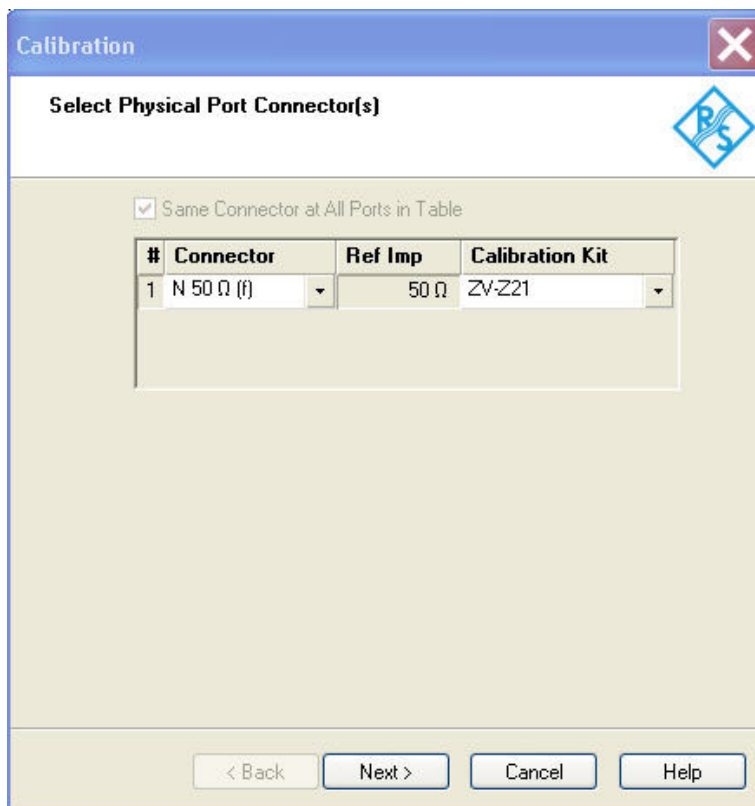 Calibration
Select Physical Port Connector(s)
R
S
Same Connector at All Ports in Table
# Connector Ref Imp Calibration Kit
1 N 50 Ω (f) 50 Ω ZV-Z21
< Back Next > Cancel Help